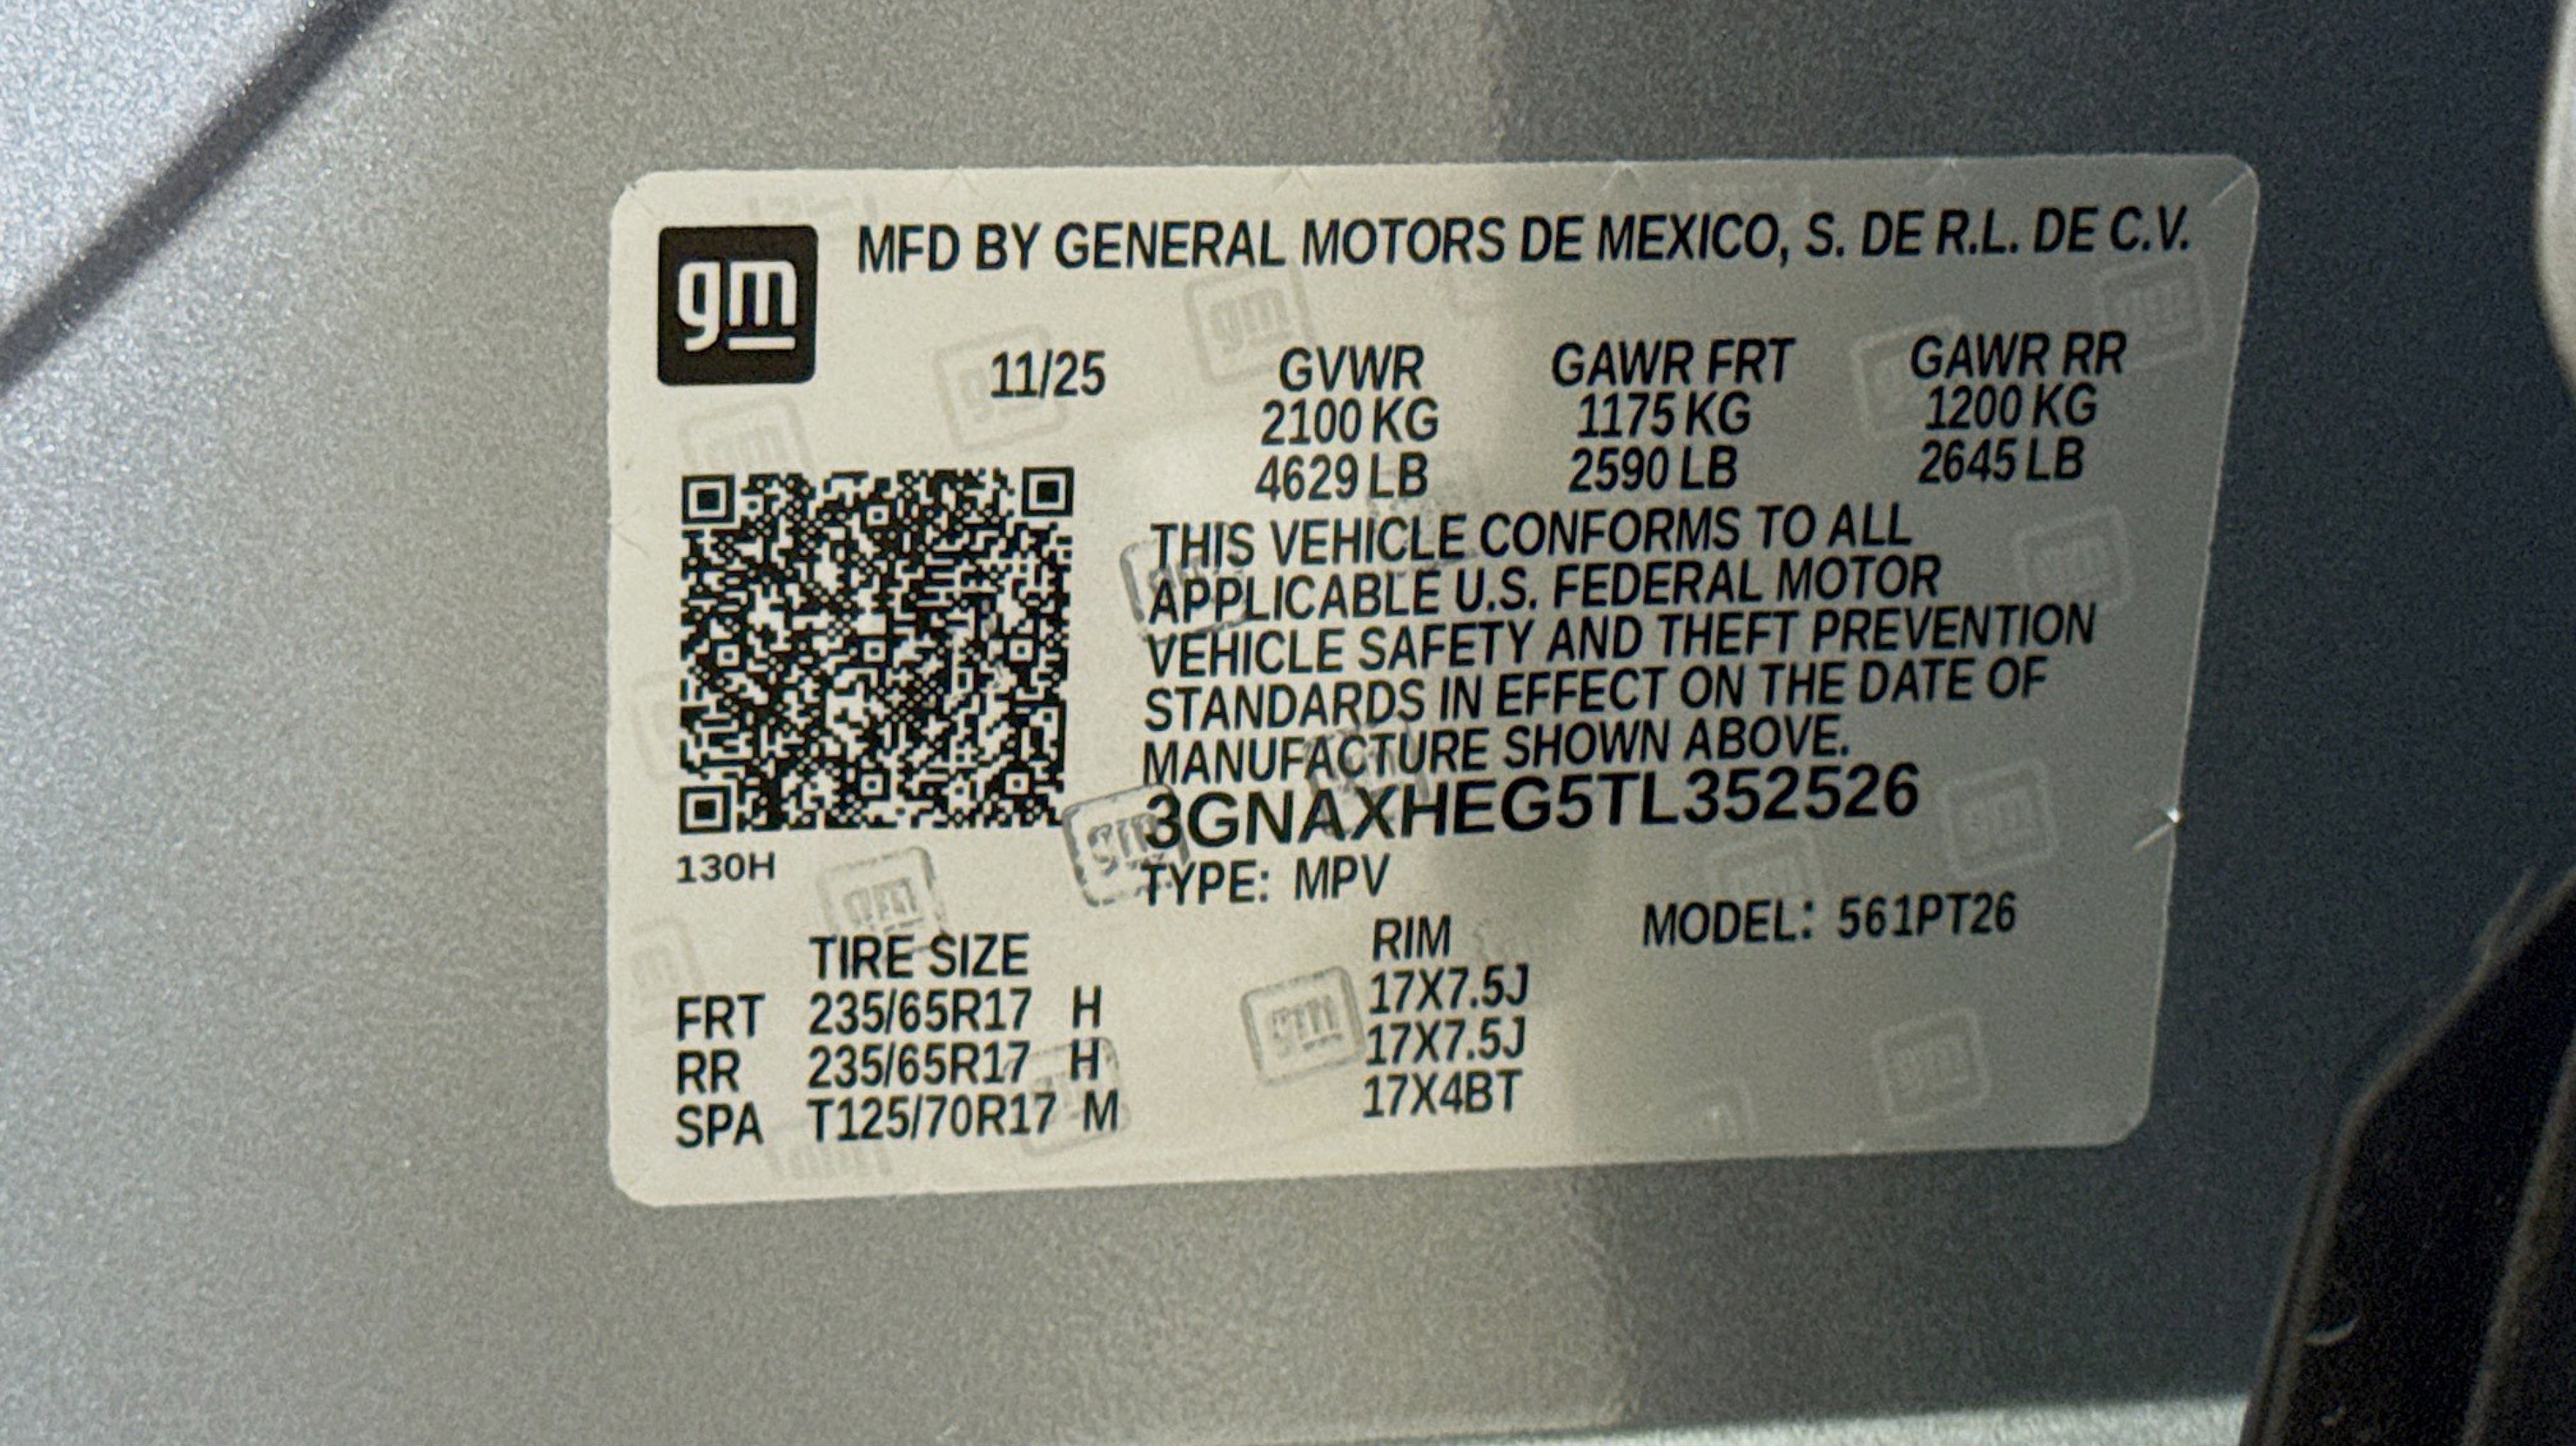 gm
MFD BY GENERAL MOTORS DE MEXICO, S. DE R.L. DE C.V.
11/25 GVWR GAWR FRT GAWR RR
2100 KG 1175 KG 1200 KG
4629 LB 2590 LB 2645 LB
THIS VEHICLE CONFORMS TO ALL
APPLICABLE U.S. FEDERAL MOTOR
VEHICLE SAFETY AND THEFT PREVENTION
STANDARDS IN EFFECT ON THE DATE OF
MANUFACTURE SHOWN ABOVE.
3GNAXHEG5TL352526
130H
TYPE: MPV
MODEL: 561PT26
TIRE SIZE RIM
FRT 235/65R17 H 17X7.5J
RR 235/65R17 H 17X7.5J
SPA T125/70R17 M 17X4BT